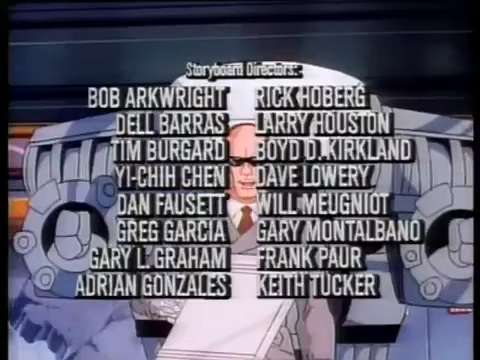 Storyboard Directors:
BOB ARKWRIGHT RICK HOBERG
DELL BARRAS LARRY HOUSTON
TIM BURGARD BOYD D. KIRKLAND
YI-CHIH CHEN DAVE LOWERY
DAN FAUSETT WILL MEUGNIOT
GREG GARCIA GARY MONTALBANO
GARY L. GRAHAM FRANK PAUR
ADRIAN GONZALES KEITH TUCKER